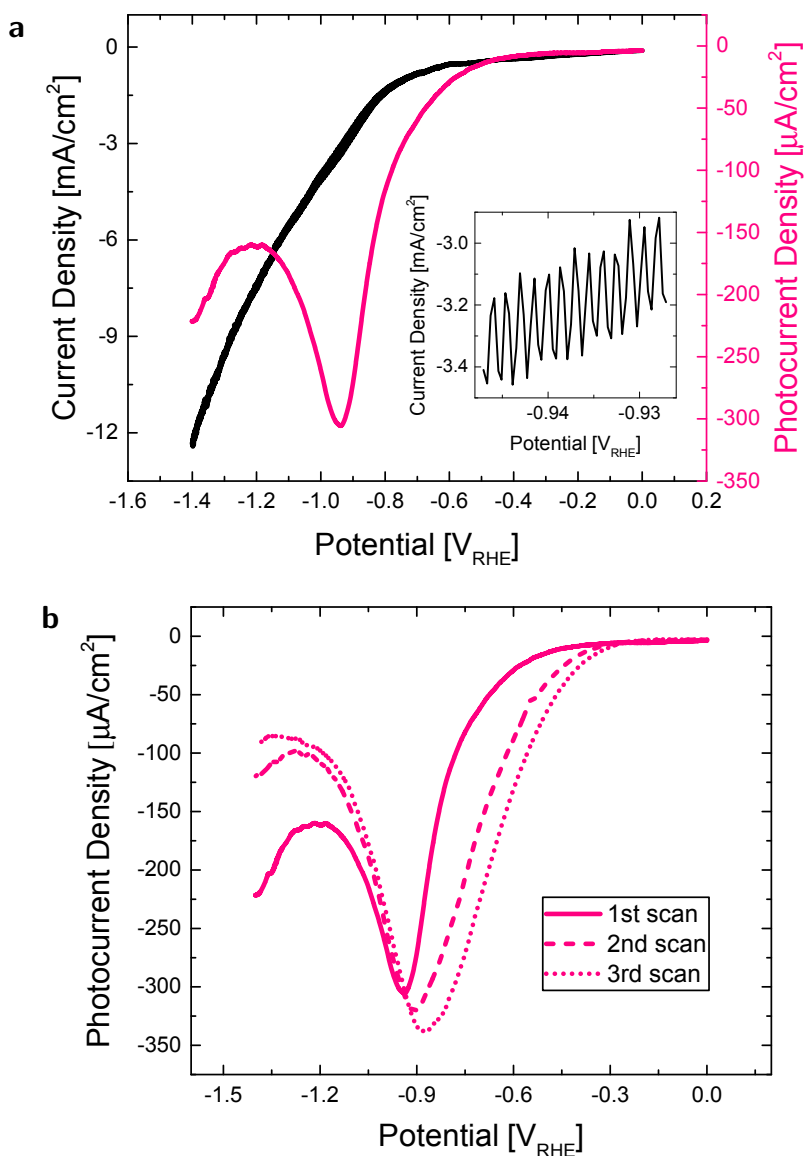 a
Current Density [mA/cm²]
0
-3
-6
-9
-12
0
-50
-100
-150
-200
-250
-300
-350
Photocurrent Density [μA/cm²]
Current Density [mA/cm²]
-3.0
-3.2
-3.4
-0.94 -0.93
Potential [V_RHE]
-1.6 -1.4 -1.2 -1.0 -0.8 -0.6 -0.4 -0.2 0.0 0.2
Potential [V_RHE]
b
Photocurrent Density [μA/cm²]
0
-50
-100
-150
-200
-250
-300
-350
1st scan
2nd scan
3rd scan
-1.5 -1.2 -0.9 -0.6 -0.3 0.0
Potential [V_RHE]